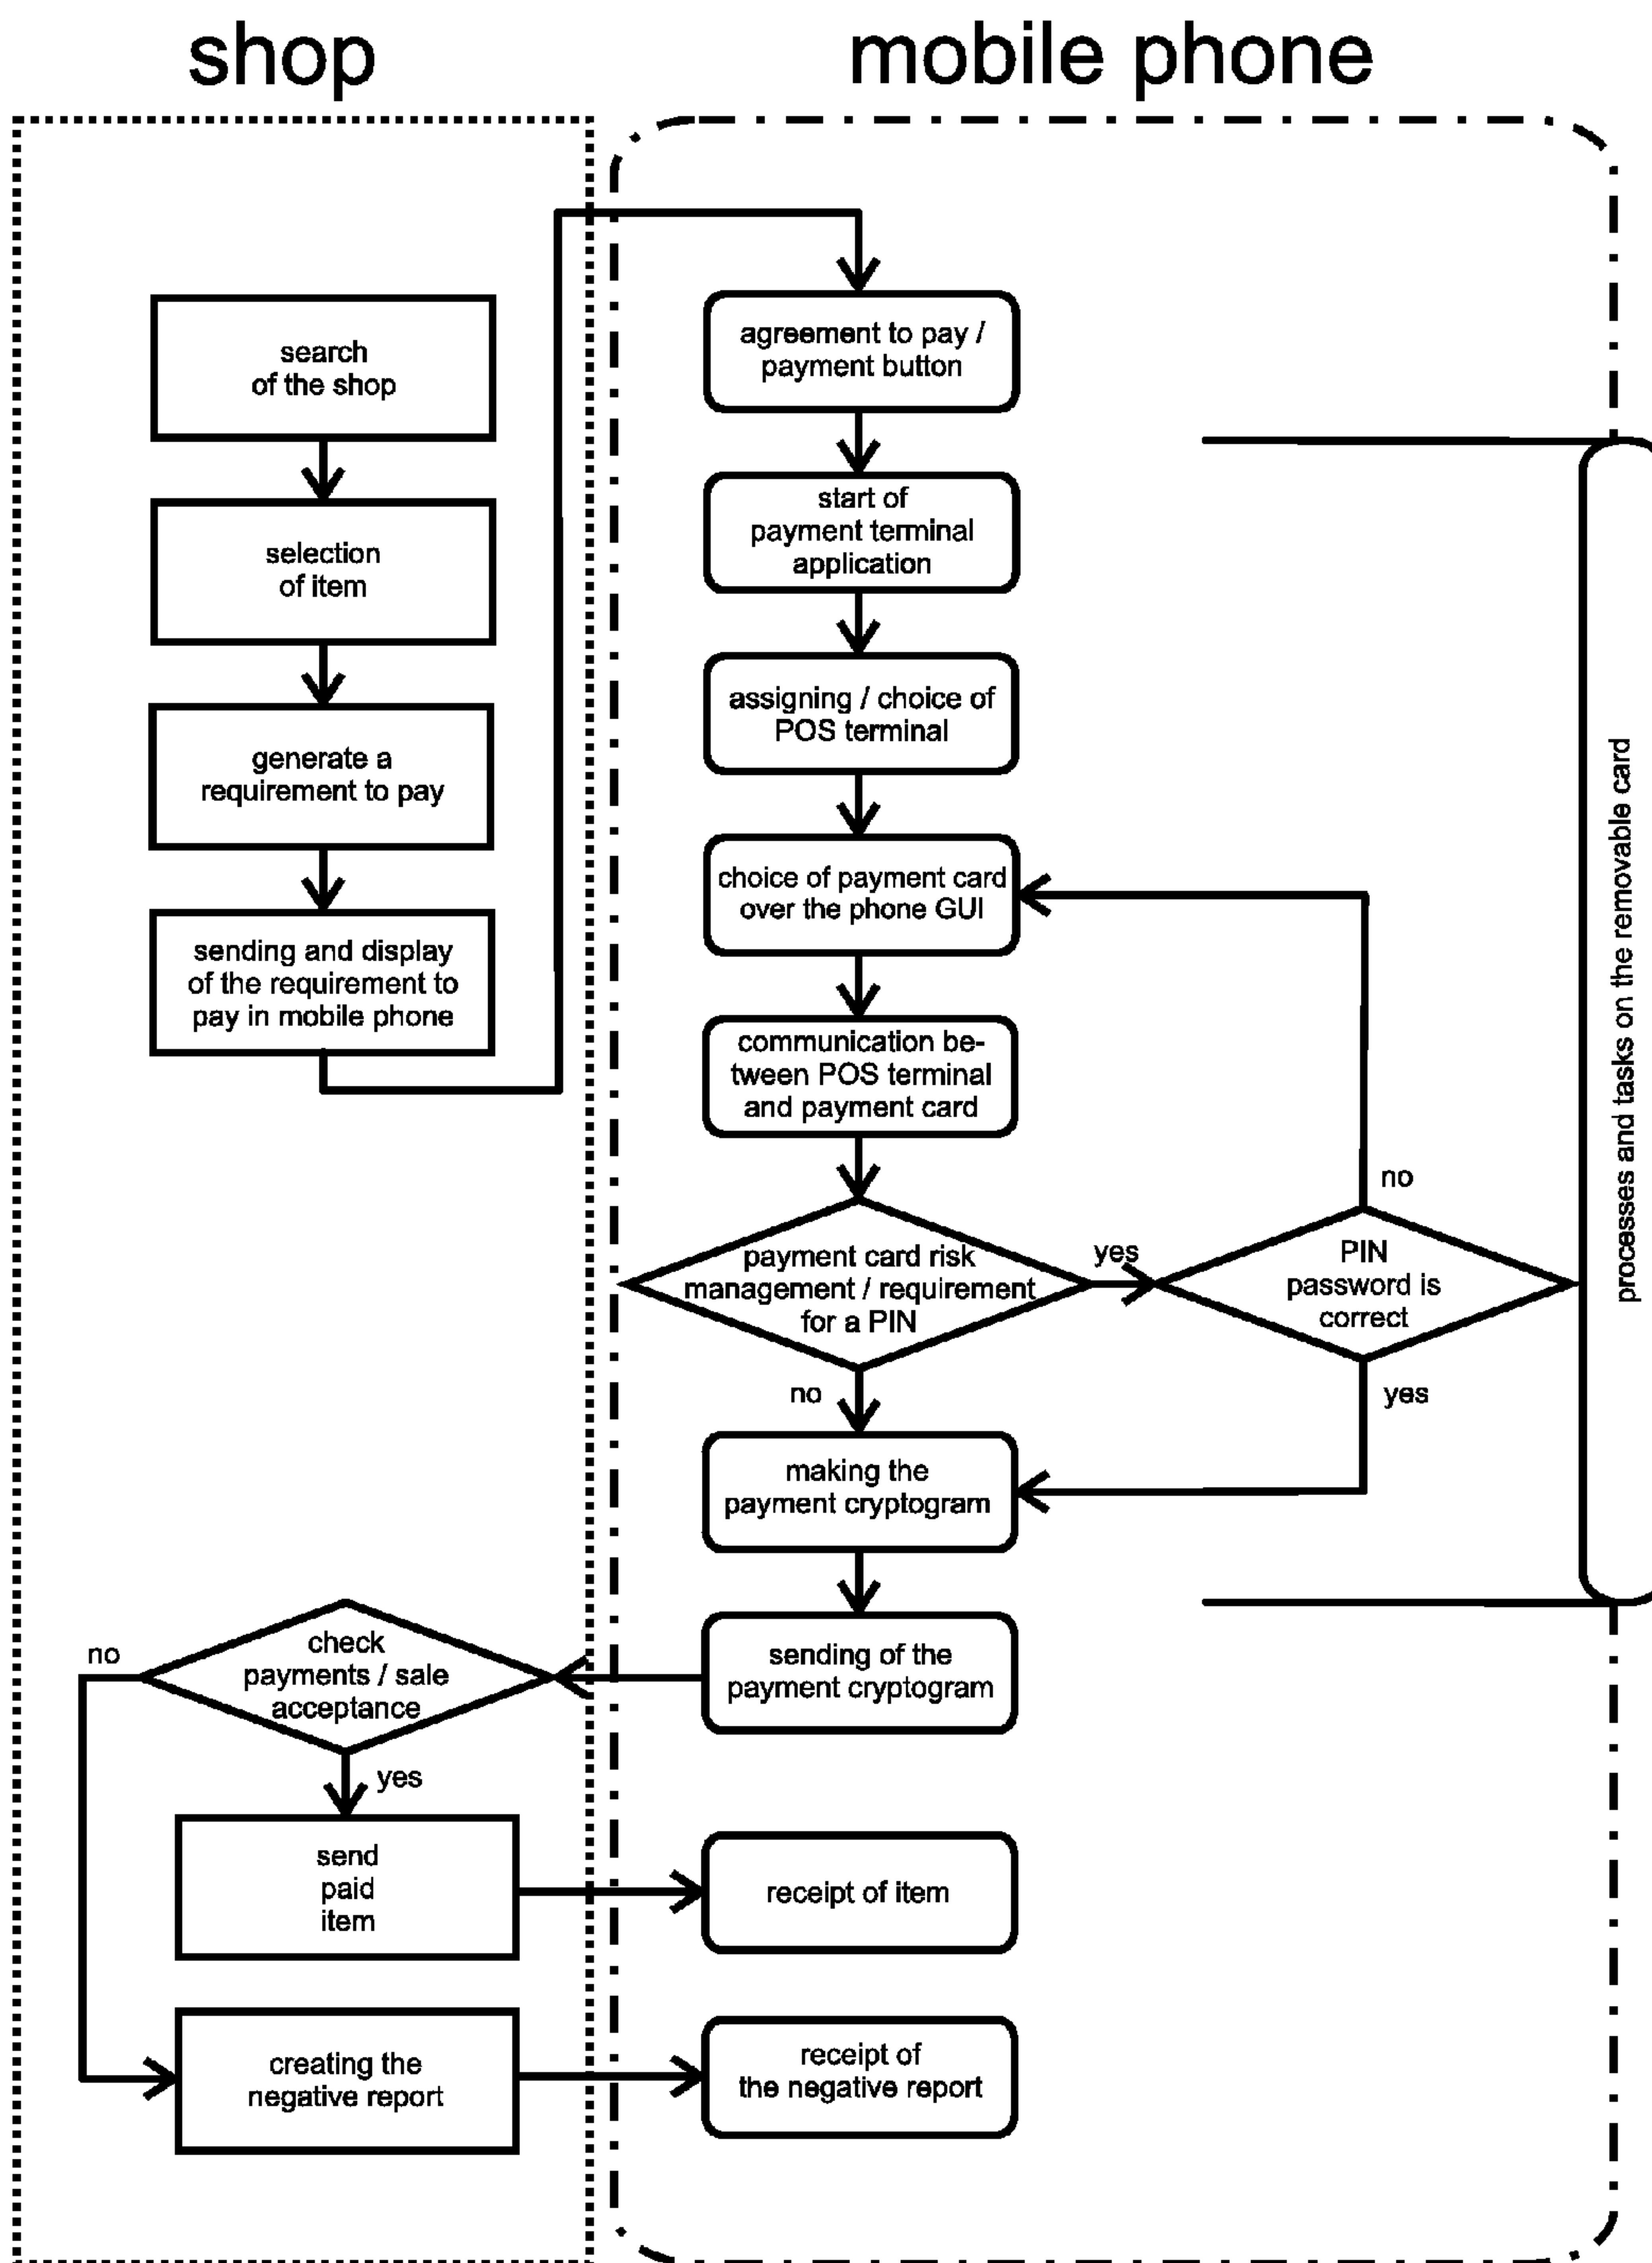 shop
mobile phone
search
of the shop
selection
of item
generate a
requirement to pay
sending and display
of the requirement to
pay in mobile phone
agreement to pay /
payment button
start of
payment terminal
application
assigning / choice of
POS terminal
choice of payment card
over the phone GUI
communication be-
tween POS terminal
and payment card
payment card risk
management / requirement
for a PIN
yes
no
PIN
password is
correct
no
yes
making the
payment cryptogram
sending of the
payment cryptogram
processes and tasks on the removable card
check
payments / sale
acceptance
no
yes
send
paid
item
receipt of item
creating the
negative report
receipt of
the negative report